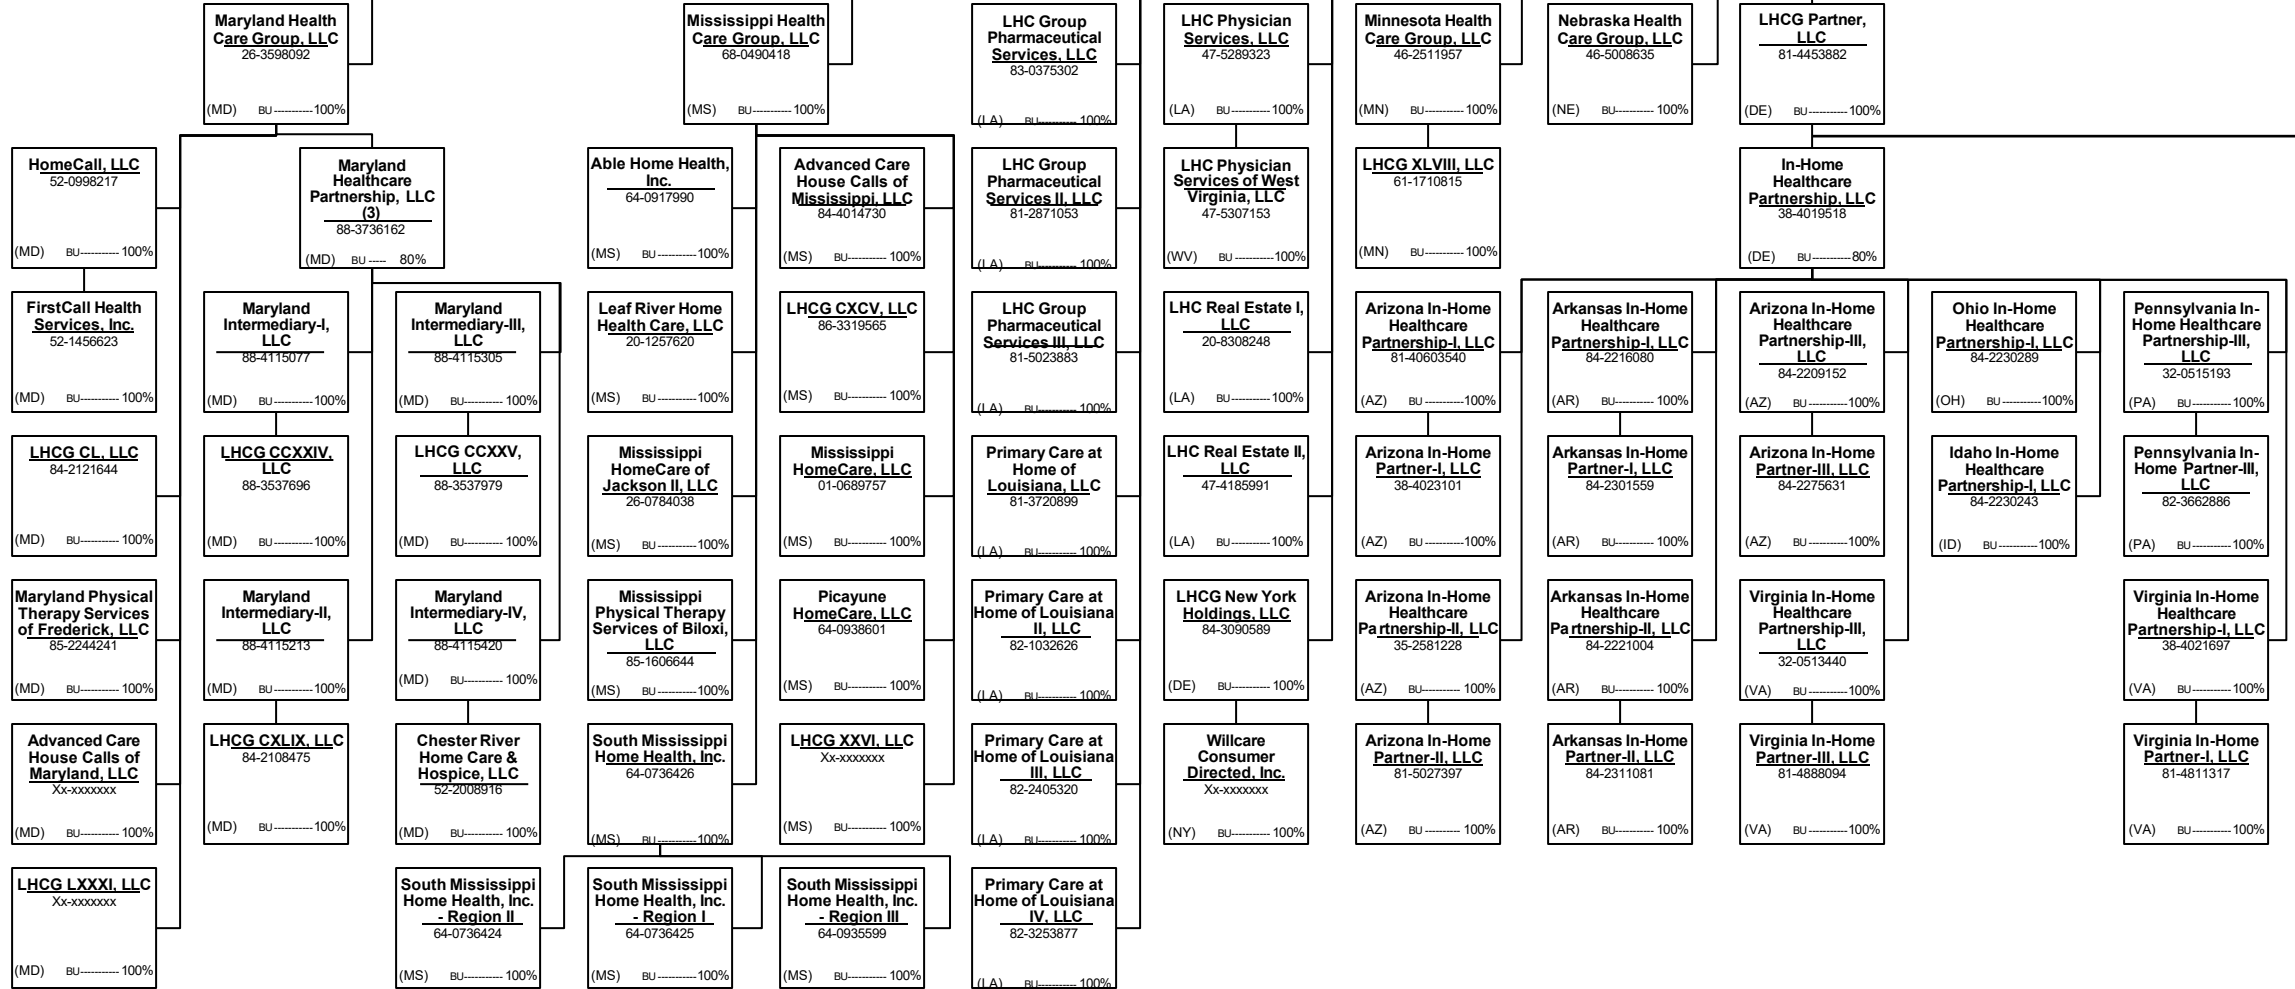 Maryland Health
Care Group, LLC
26-3598092
(MD) BU ----------- 100%
Mississippi Health
Care Group, LLC
68-0490418
(MS) BU----------- 100%
LHC Group
Pharmaceutical
Services, LLC
83-0375302
(LA) BU----------- 100%
LHC Physician
Services, LLC
47-5289323
(LA) BU ----------- 100%
Minnesota Health
Care Group, LLC
46-2511957
(MN) BU----------- 100%
Nebraska Health
Care Group, LLC
46-5008635
(NE) BU----------- 100%
LHCG Partner,
LLC
81-4453882
(DE) BU----------- 100%
HomeCall, LLC
52-0998217
(MD) BU----------- 100%
Maryland
Healthcare
Partnership, LLC
(3)
88-3736162
(MD) BU ----- 80%
Able Home Health,
Inc.
64-0917990
(MS) BU -----------100%
Advanced Care
House Calls of
Mississippi, LLC
84-4014730
(MS) BU----------- 100%
LHC Group
Pharmaceutical
Services II, LLC
81-2871053
(LA) BU----------- 100%
LHC Physician
Services of West
Virginia, LLC
47-5307153
(WV) BU -----------100%
LHCG XLVIII, LLC
61-1710815
(MN) BU----------- 100%
In-Home
Healthcare
Partnership, LLC
38-4019518
(DE) BU-----------80%
FirstCall Health
Services, Inc.
52-1456623
(MD) BU----------- 100%
Maryland
Intermediary-I,
LLC
88-4115077
(MD) BU----------- 100%
Maryland
Intermediary-III,
LLC
88-4115305
(MD) BU----------- 100%
Leaf River Home
Health Care, LLC
20-1257620
(MS) BU-----------100%
LHCG CXCV, LLC
86-3319565
(MS) BU----------- 100%
LHC Group
Pharmaceutical
Services III, LLC
81-5023883
(LA) BU----------- 100%
LHC Real Estate I,
LLC
20-8308248
(LA) BU----------- 100%
Arizona In-Home
Healthcare
Partnership-I, LLC
81-40603540
(AZ) BU -----------100%
Arkansas In-Home
Healthcare
Partnership-I, LLC
84-2216080
(AR) BU----------- 100%
Arizona In-Home
Healthcare
Partnership-III,
LLC
84-2209152
(AZ) BU -----------100%
Ohio In-Home
Healthcare
Partnership-I, LLC
84-2230289
(OH) BU -----------100%
Pennsylvania In-
Home Healthcare
Partnership-III,
LLC
32-0515193
(PA) BU----------- 100%
LHCG CL, LLC
84-2121644
(MD) BU----------- 100%
LHCG CCXXIV,
LLC
88-3537696
(MD) BU -----------100%
LHCG CCXXV,
LLC
88-3537979
(MD) BU----------- 100%
Mississippi
HomeCare of
Jackson II, LLC
26-0784038
(MS) BU -----------100%
Mississippi
HomeCare, LLC
01-0689757
(MS) BU----------- 100%
Primary Care at
Home of
Louisiana, LLC
81-3720899
(LA) BU----------- 100%
LHC Real Estate II,
LLC
47-4185991
(LA) BU----------- 100%
Arizona In-Home
Partner-I, LLC
38-4023101
(AZ) BU -----------100%
Arkansas In-Home
Partner-I, LLC
84-2301559
(AR) BU----------- 100%
Arizona In-Home
Partner-III, LLC
84-2275631
(AZ) BU -----------100%
Idaho In-Home
Healthcare
Partnership-I, LLC
84-2230243
(ID) BU -----------100%
Pennsylvania In-
Home Partner-III,
LLC
82-3662886
(PA) BU----------- 100%
Maryland Physical
Therapy Services
of Frederick, LLC
85-2244241
(MD) BU----------- 100%
Maryland
Intermediary-II,
LLC
88-4115213
(MD) BU----------- 100%
Maryland
Intermediary-IV,
LLC
88-4115420
(MD) BU----------- 100%
Mississippi
Physical Therapy
Services of Biloxi,
LLC
85-1606644
(MS) BU -----------100%
Picayune
HomeCare, LLC
64-0938601
(MS) BU----------- 100%
Primary Care at
Home of Louisiana
II, LLC
82-1032626
(LA) BU----------- 100%
LHCG New York
Holdings, LLC
84-3090589
(DE) BU----------- 100%
Arizona In-Home
Healthcare
Partnership-II, LLC
35-2581228
(AZ) BU----------- 100%
Arkansas In-Home
Healthcare
Partnership-II, LLC
84-2221004
(AR) BU----------- 100%
Virginia In-Home
Healthcare
Partnership-III,
LLC
32-0513440
(VA) BU -----------100%
Virginia In-Home
Healthcare
Partnership-I, LLC
38-4021697
(VA) BU----------- 100%
Advanced Care
House Calls of
Maryland, LLC
Xx-xxxxxxx
(MD) BU----------- 100%
LHCG CXLIX, LLC
84-2108475
(MD) BU -----------100%
Chester River
Home Care &
Hospice, LLC
52-2008916
(MD) BU----------- 100%
South Mississippi
Home Health, Inc.
64-0736426
(MS) BU -----------100%
LHCG XXVI, LLC
Xx-xxxxxxx
(MS) BU----------- 100%
Primary Care at
Home of Louisiana
III, LLC
82-2405320
(LA) BU----------- 100%
Willcare
Consumer
Directed, Inc.
Xx-xxxxxxx
(NY) BU----------- 100%
Arizona In-Home
Partner-II, LLC
81-5027397
(AZ) BU----------- 100%
Arkansas In-Home
Partner-II, LLC
84-2311081
(AR) BU----------- 100%
Virginia In-Home
Partner-III, LLC
81-4888094
(VA) BU -----------100%
Virginia In-Home
Partner-I, LLC
81-4811317
(VA) BU----------- 100%
LHCG LXXXI, LLC
Xx-xxxxxxx
(MD) BU----------- 100%
South Mississippi
Home Health, Inc.
- Region II
64-0736424
(MS) BU----------- 100%
South Mississippi
Home Health, Inc.
- Region I
64-0736425
(MS) BU----------- 100%
South Mississippi
Home Health, Inc.
- Region III
64-0935599
(MS) BU----------- 100%
Primary Care at
Home of Louisiana
IV, LLC
82-3253877
(LA) BU----------- 100%